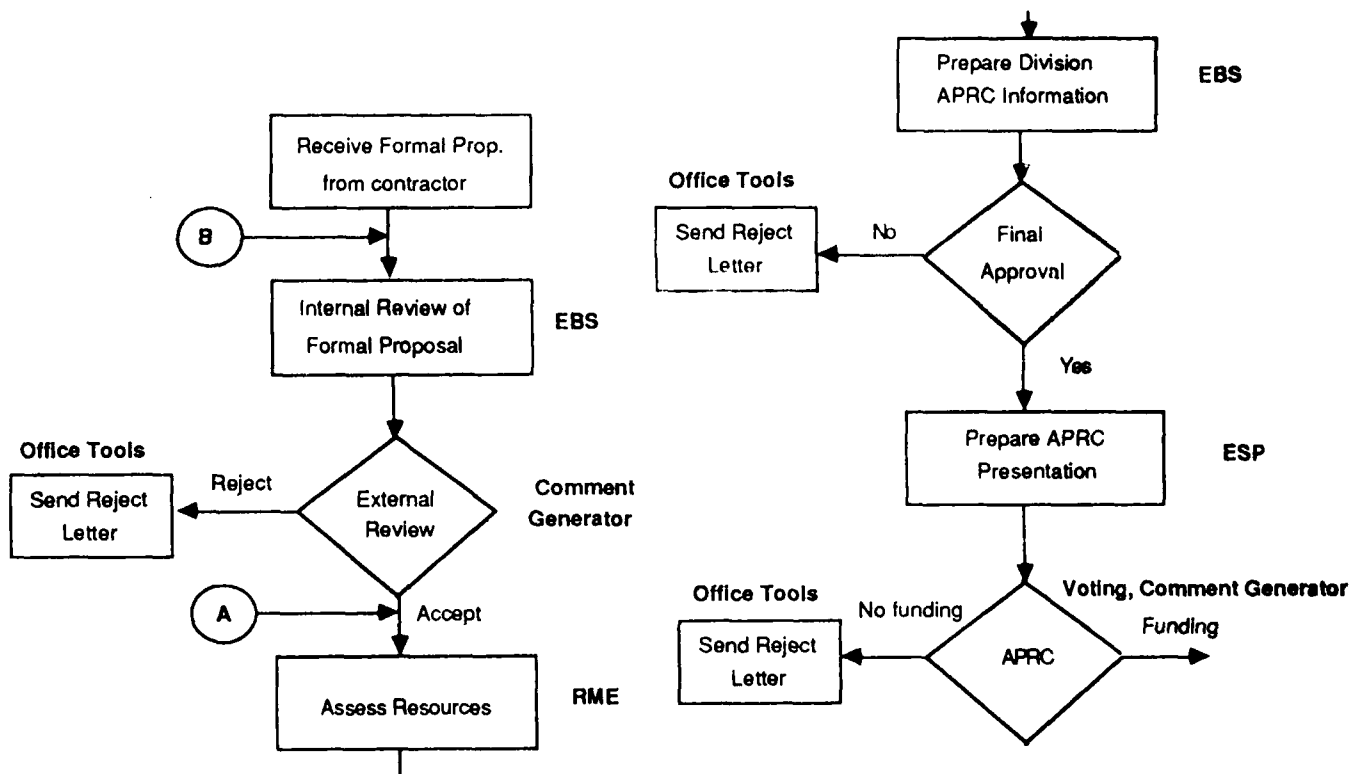 Receive Formal Prop.
from contractor
B
Internal Review of
Formal Proposal
EBS
Office Tools
Reject
Send Reject
Letter
External
Review
Comment
Generator
A
Accept
Assess Resources
RME
Prepare Division
APRC Information
EBS
Office Tools
Send Reject
Letter
No
Final
Approval
Yes
Prepare APRC
Presentation
ESP
Office Tools
No funding
Voting, Comment Generator
Funding
Send Reject
Letter
APRC